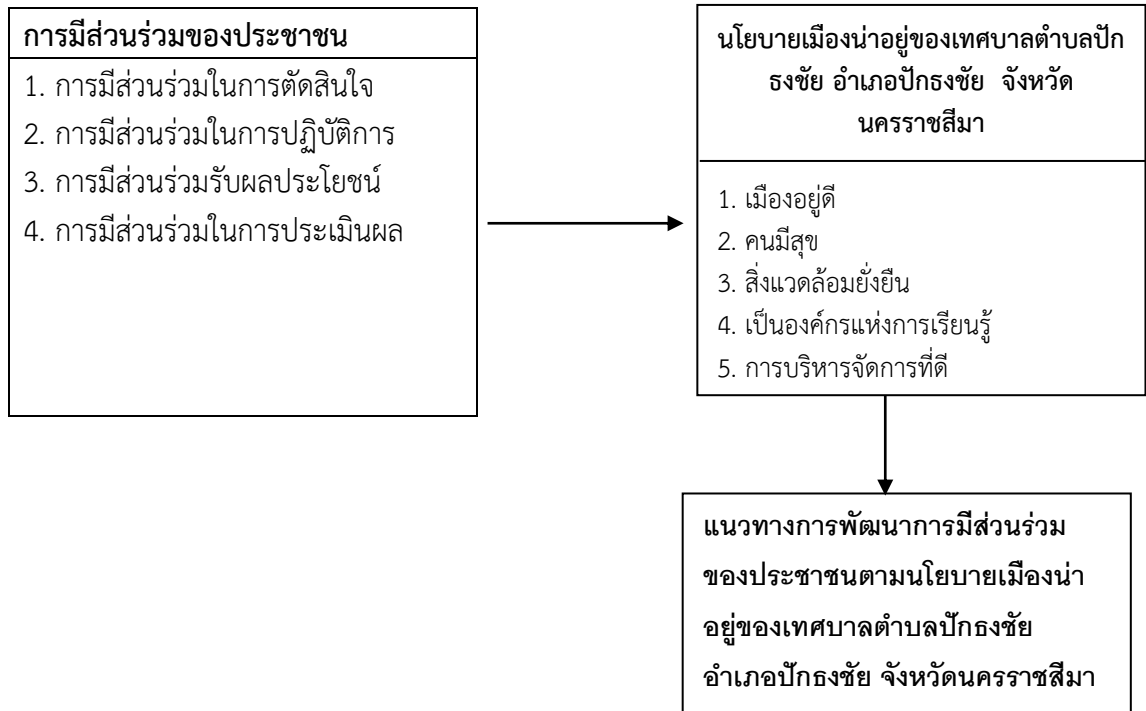 การมีส่วนร่วมของประชาชน
1. การมีส่วนร่วมในการตัดสินใจ
2. การมีส่วนร่วมในการปฏิบัติการ
3. การมีส่วนร่วมรับผลประโยชน์
4. การมีส่วนร่วมในการประเมินผล
นโยบายเมืองน่าอยู่ของเทศบาลตำบลปัก
ธงชัย อำเภอปักธงชัย จังหวัด
นครราชสีมา
1. เมืองอยู่ดี
2. คนมีสุข
3. สิ่งแวดล้อมยั่งยืน
4. เป็นองค์กรแห่งการเรียนรู้
5. การบริหารจัดการที่ดี
แนวทางการพัฒนาการมีส่วนร่วม
ของประชาชนตามนโยบายเมืองน่า
อยู่ของเทศบาลตำบลปักธงชัย
อำเภอปักธงชัย จังหวัดนครราชสีมา